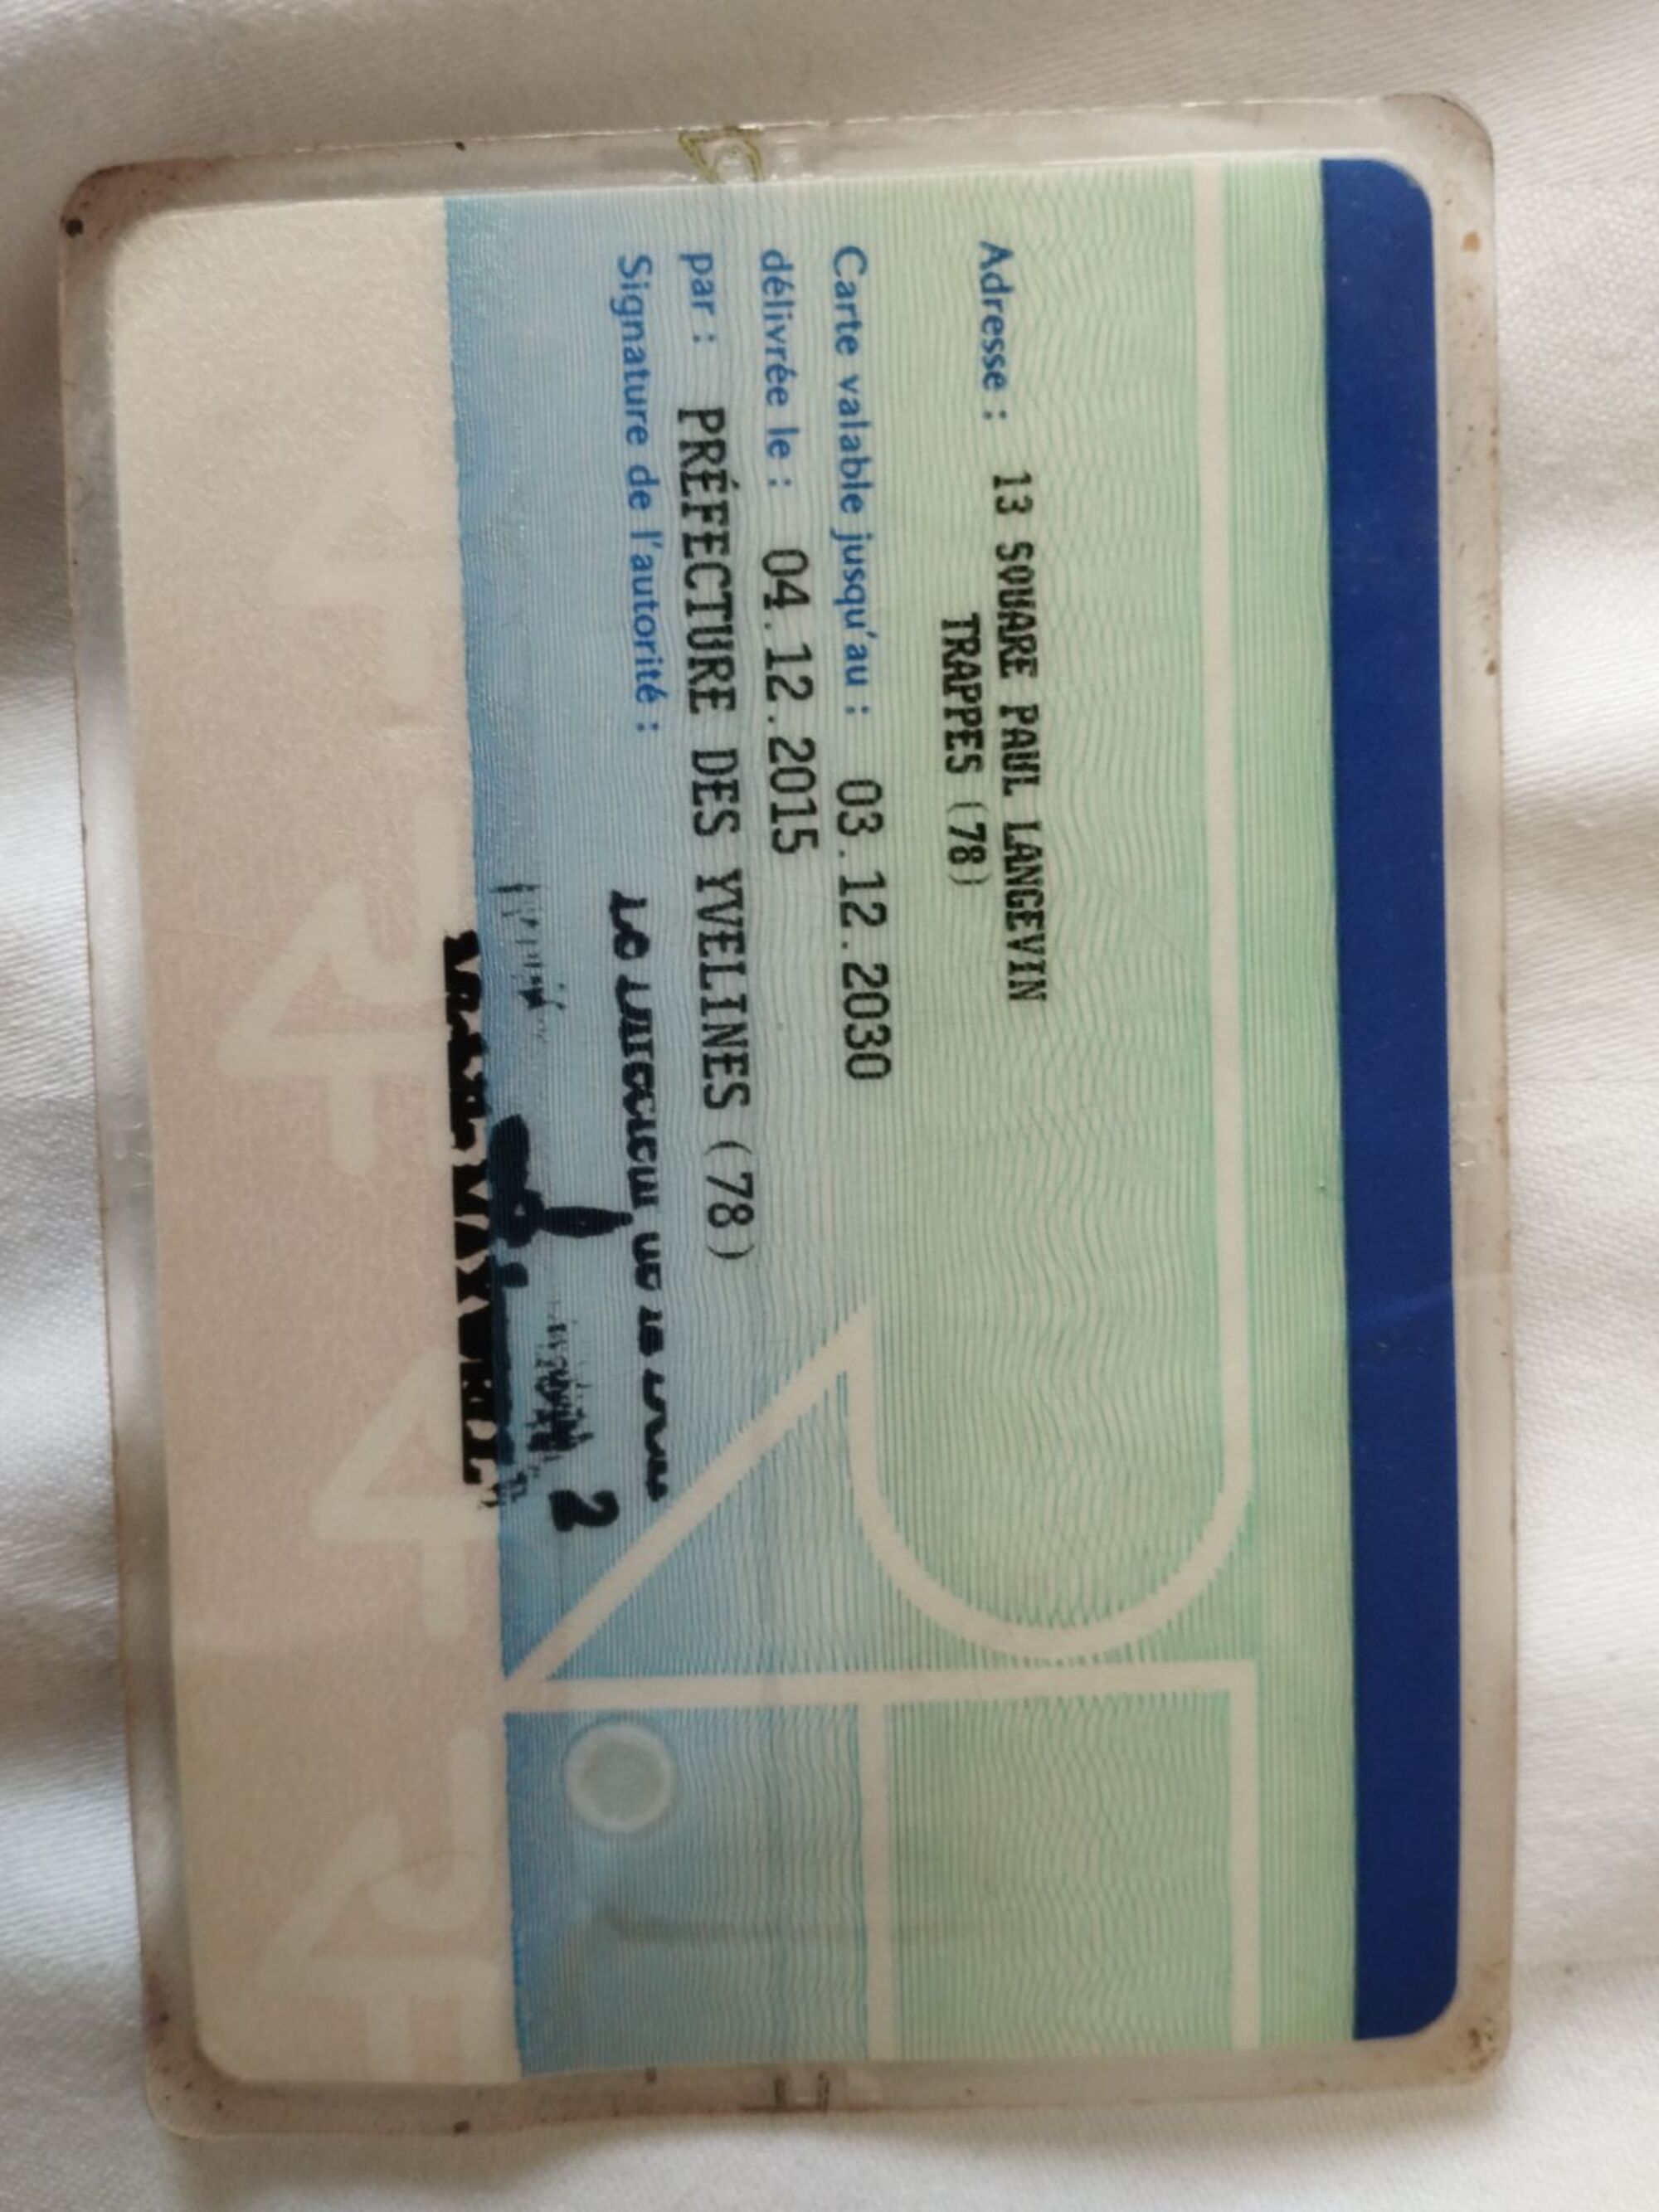 Adresse : 13 SQUARE PAUL LANGEVIN
TRAPPES (78)
Carte valable jusqu'au : 03.12.2030
délivrée le : 04.12.2015
par : PRÉFECTURE DES YVELINES (78)
Signature de l'autorité :
2